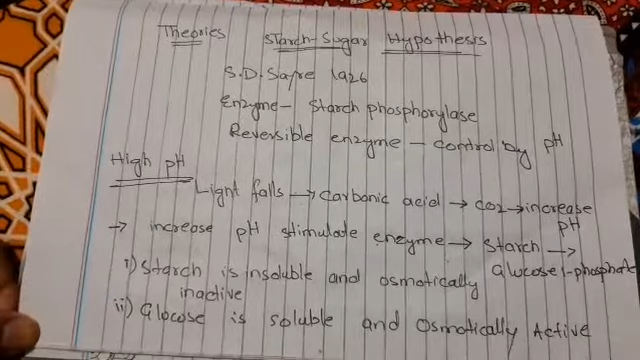 Theories Starch-Sugar Hypothesis
S.D. Sayre 1926
Enzyme - Starch phosphorylase
Reversible enzyme - control by pH
High pH
Light falls → carbonic acid → CO2 → increase pH
→ increase pH stimulate enzyme → starch →
Glucose 1-phosphate
i) Starch is insoluble and osmotically inactive
ii) Glocose is soluble and Osmotically Active